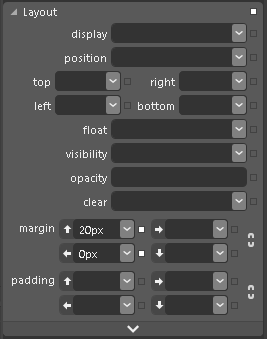 Layout
display
position
top right
left bottom
float
visibility
opacity
clear
margin 20px
0px
padding